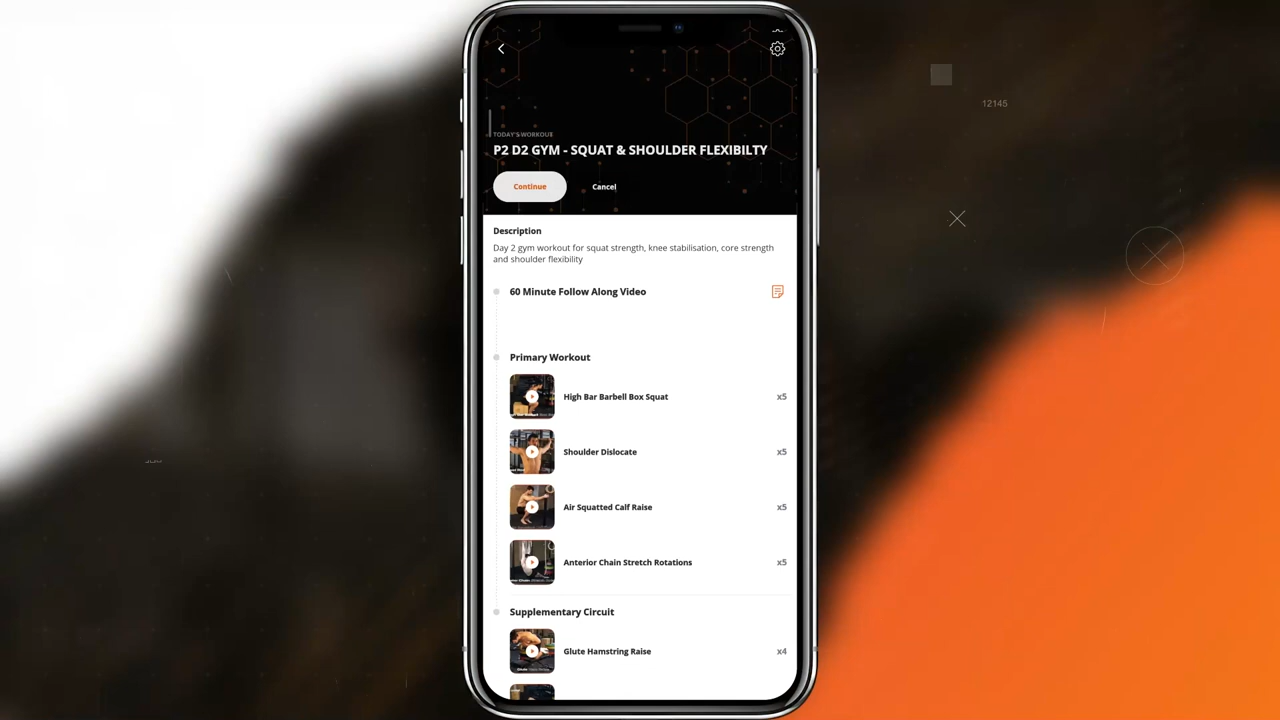 12145
TODAY'S WORKOUT
P2 D2 GYM - SQUAT & SHOULDER FLEXIBILTY
Continue
Cancel
Description
Day 2 gym workout for squat strength, knee stabilisation, core strength
and shoulder flexibility
60 Minute Follow Along Video
Primary Workout
High Bar Barbell Box Squat
x5
Shoulder Dislocate
x5
Air Squatted Calf Raise
x5
Anterior Chain Stretch Rotations
x5
Supplementary Circuit
Glute Hamstring Raise
x4